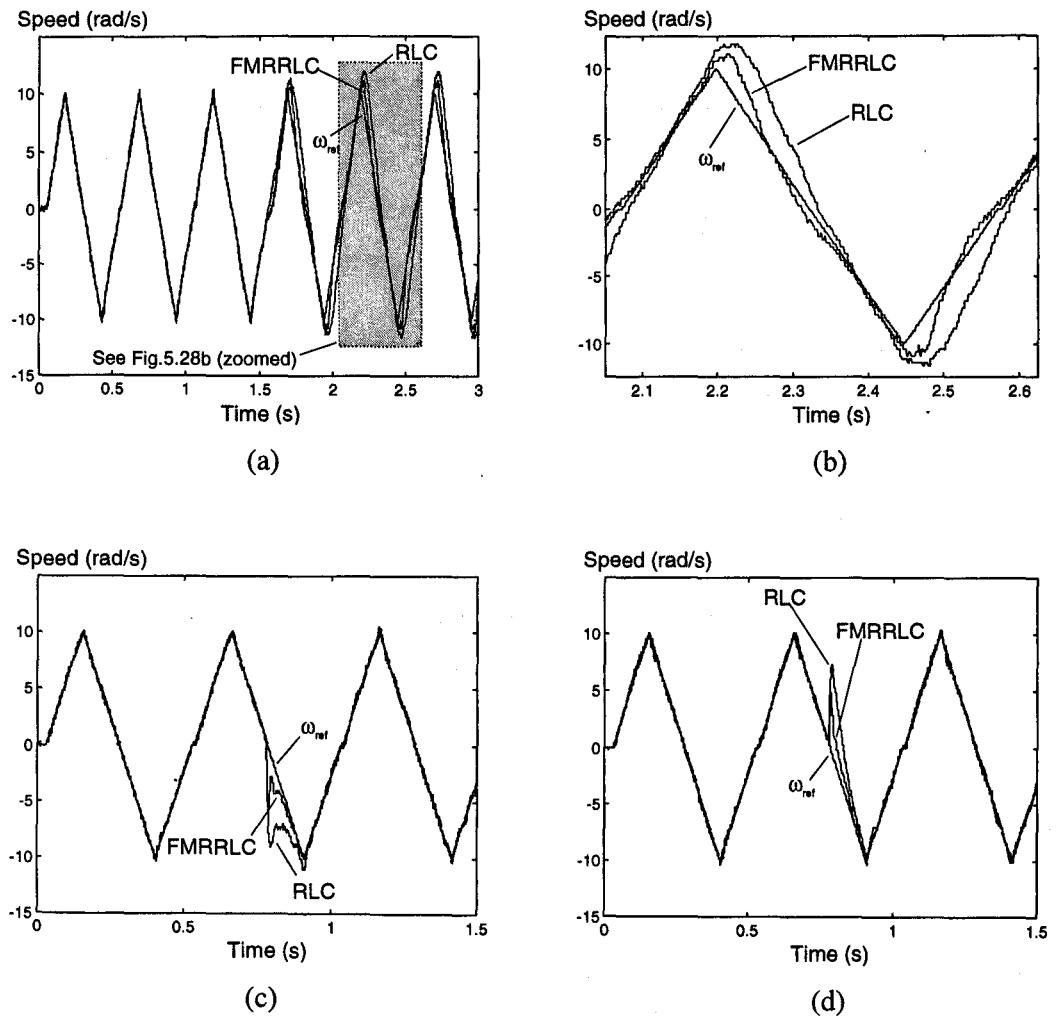 Speed (rad/s)
10
5
0
-5
-10
-15
0
0.5
1
1.5
2
2.5
3
Time (s)
FMRRLC
RLC
ωref
See Fig.5.28b (zoomed)
(a)
Speed (rad/s)
10
5
0
-5
-10
2.1
2.2
2.3
2.4
2.5
2.6
Time (s)
FMRRLC
RLC
ωref
(b)
Speed (rad/s)
10
5
0
-5
-10
-15
0
0.5
1
1.5
Time (s)
ωref
FMRRLC
RLC
(c)
Speed (rad/s)
10
5
0
-5
-10
-15
0
0.5
1
1.5
Time (s)
RLC
FMRRLC
ωref
(d)